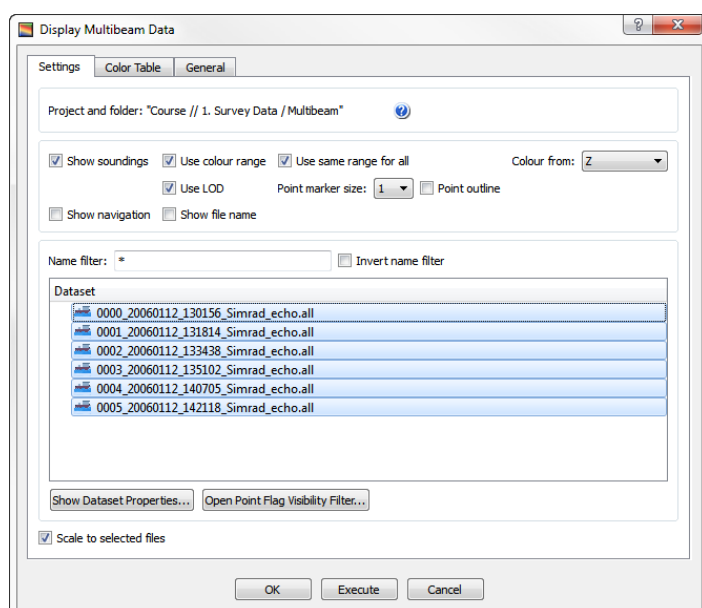 Display Multibeam Data
Settings Color Table General
Project and folder: "Course // 1. Survey Data / Multibeam"
Show soundings Use colour range Use same range for all Colour from: Z
Use LOD Point marker size: 1 Point outline
Show navigation Show file name
Name filter: * Invert name filter
Dataset
0000_20060112_130156_Simrad_echo.all
0001_20060112_131814_Simrad_echo.all
0002_20060112_133438_Simrad_echo.all
0003_20060112_135102_Simrad_echo.all
0004_20060112_140705_Simrad_echo.all
0005_20060112_142118_Simrad_echo.all
Show Dataset Properties... Open Point Flag Visibility Filter...
Scale to selected files
OK Execute Cancel